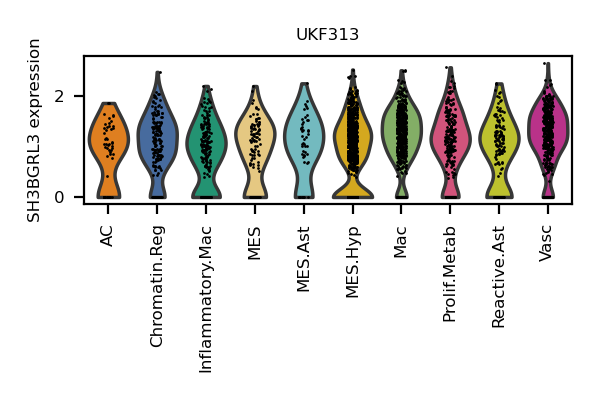 UKF313
SH3BGRL3 expression
2
0
AC
Chromatin.Reg
Inflammatory.Mac
MES
MES.Ast
MES.Hyp
Mac
Prolif.Metab
Reactive.Ast
Vasc